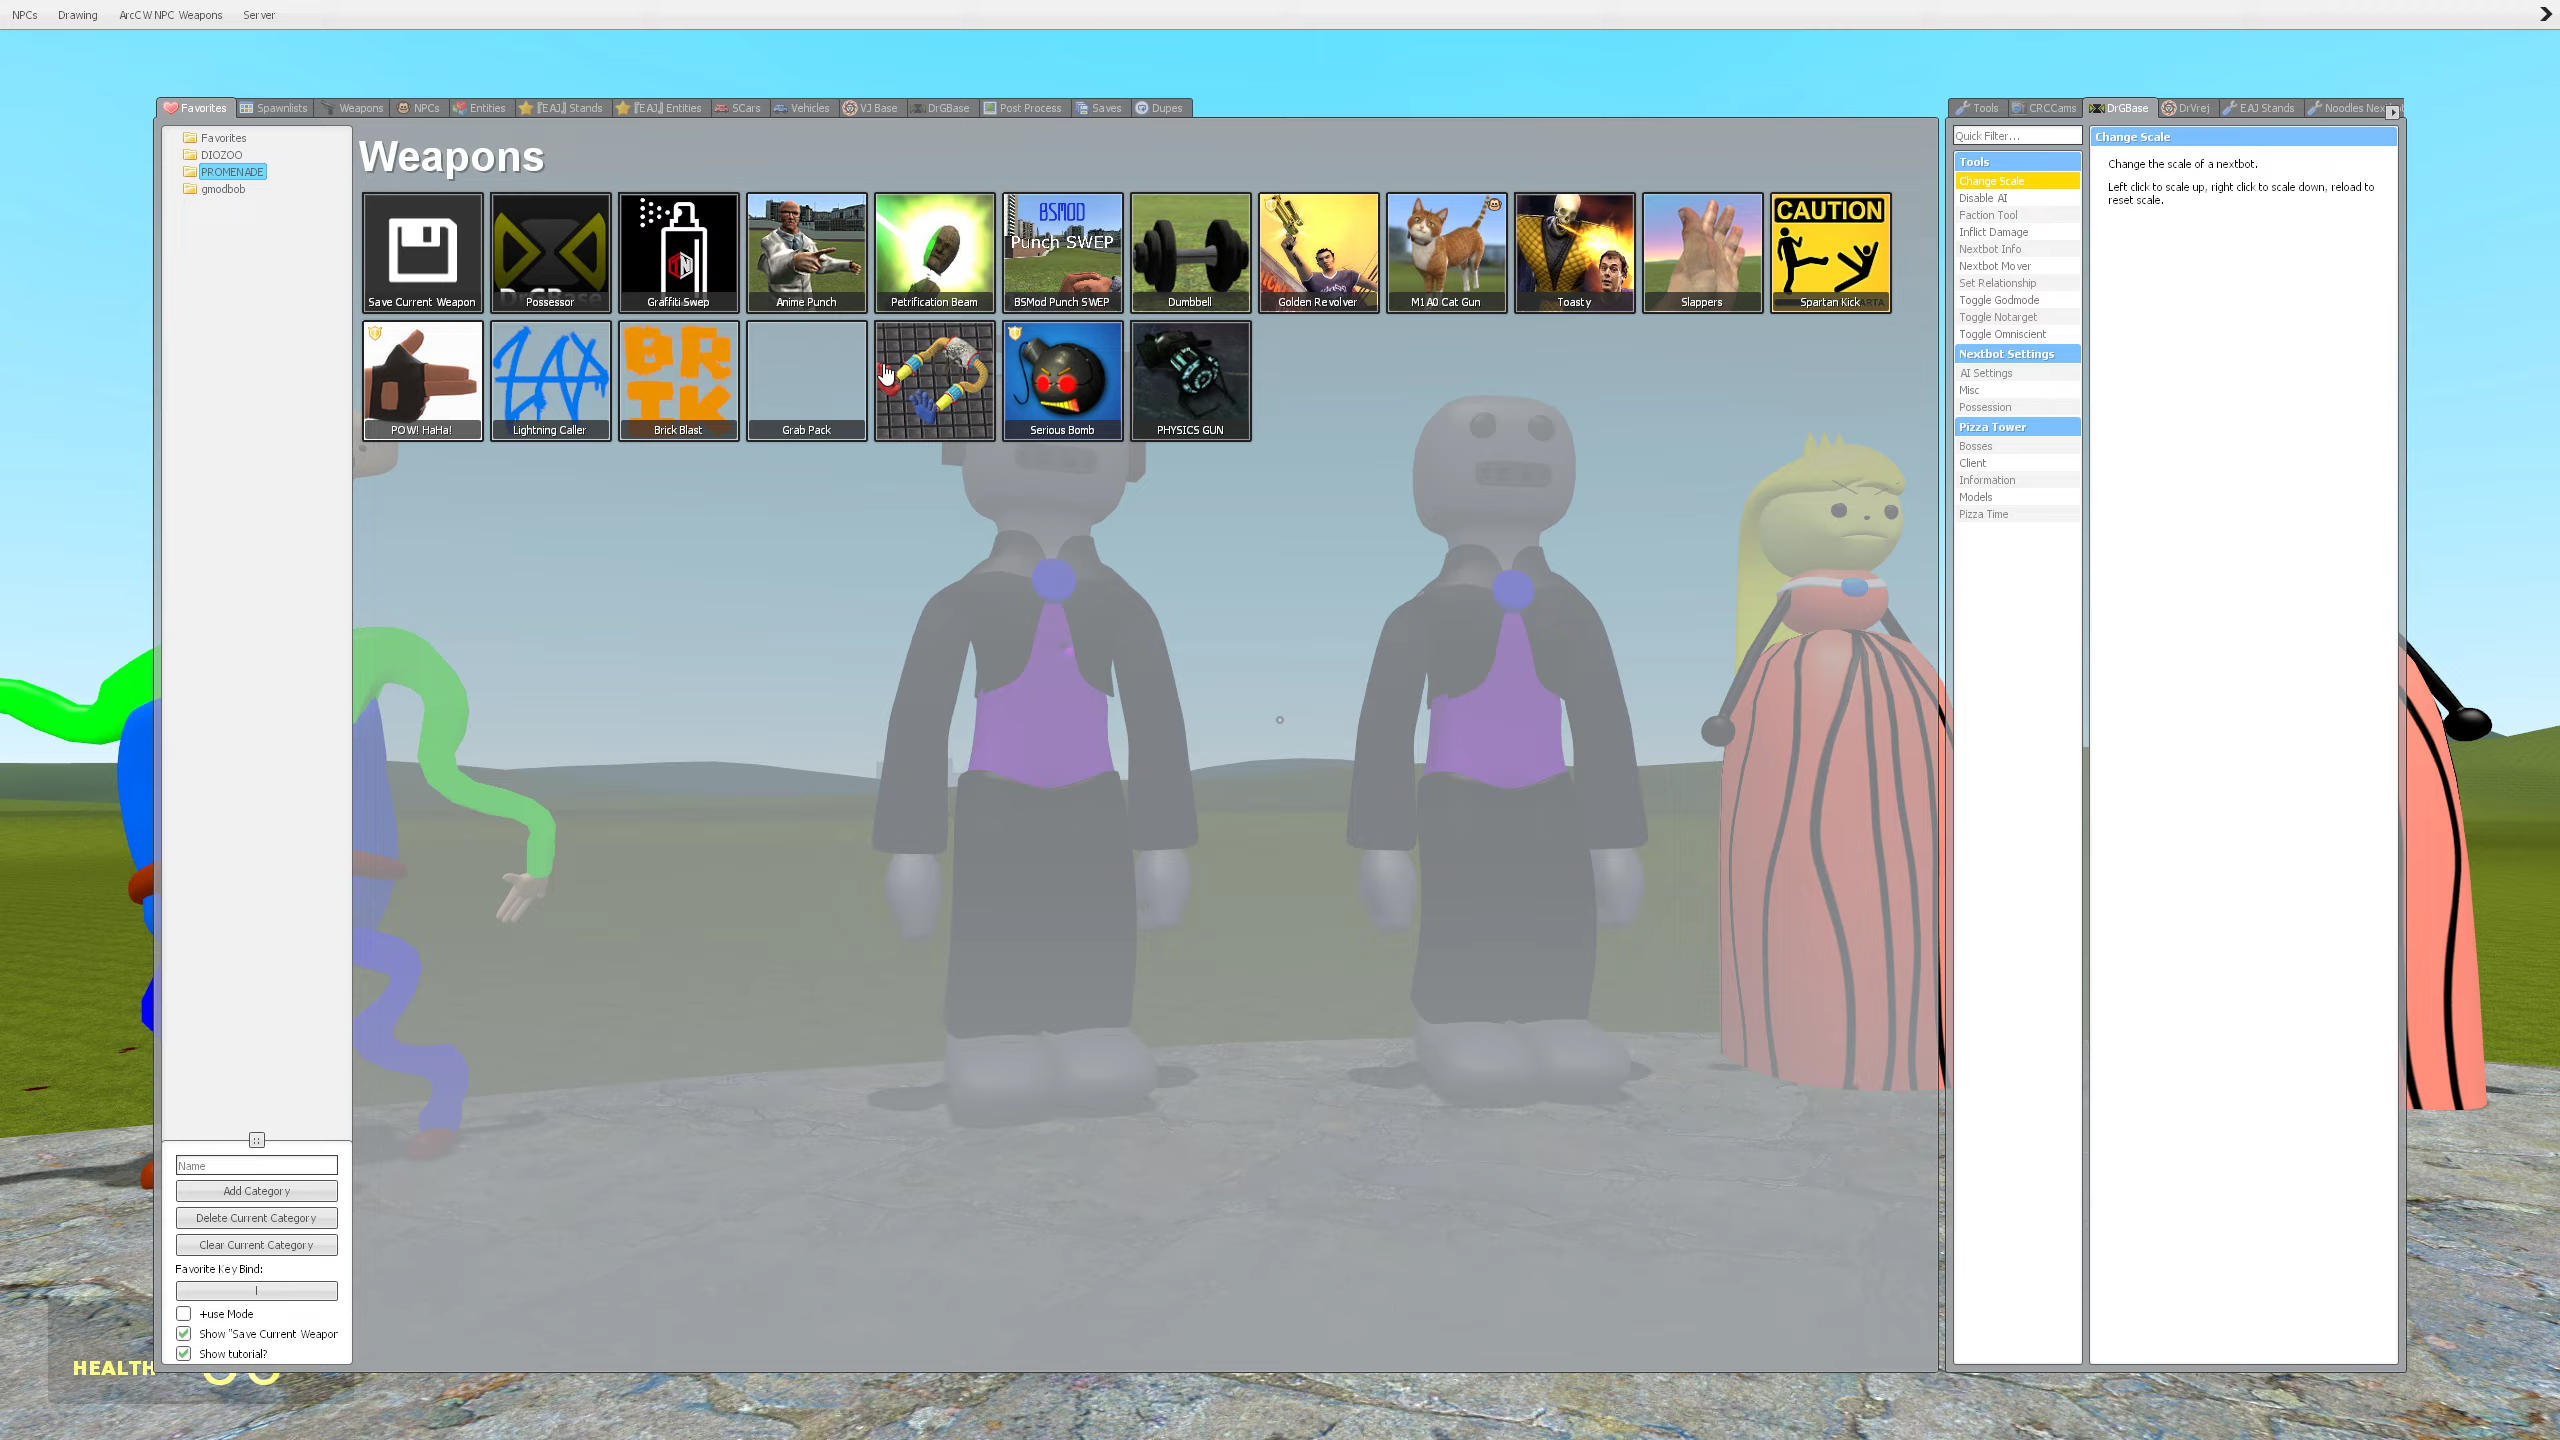 NPCs Drawing ArcCW NPC Weapons Server
Favorites Spawnlists Weapons NPCs Entities [EAJ] Stands [EAJ] Entities SCars Vehicles VJ Base DrGBase Post Process Saves Dupes
Favorites
DIOZOO
PROMENADE
gmodbob
Weapons
BSMOD
Punch SWEP
CAUTION
Save Current Weapon
Possessor
Graffiti Swep
Anime Punch
Petrification Beam
BSMod Punch SWEP
Dumbbell
Golden Revolver
M1A0 Cat Gun
Toasty
Slappers
Spartan Kick
BR
IK
POW! HaHa!
Lightning Caller
Brick Blast
Grab Pack
Serious Bomb
PHYSICS GUN
Name
Add Category
Delete Current Category
Clear Current Category
Favorite Key Bind:
I
+use Mode
Show "Save Current Weapon
Show tutorial?
HEALTH
Tools CRCCams DrGBase DrVrej EAJ Stands Noodles Nex
Quick Filter...
Tools
Change Scale
Disable AI
Faction Tool
Inflict Damage
Nextbot Info
Nextbot Mover
Set Relationship
Toggle Godmode
Toggle Notarget
Toggle Omniscient
Nextbot Settings
AI Settings
Misc
Possession
Pizza Tower
Bosses
Client
Information
Models
Pizza Time
Change Scale
Change the scale of a nextbot.
Left click to scale up, right click to scale down, reload to
reset scale.